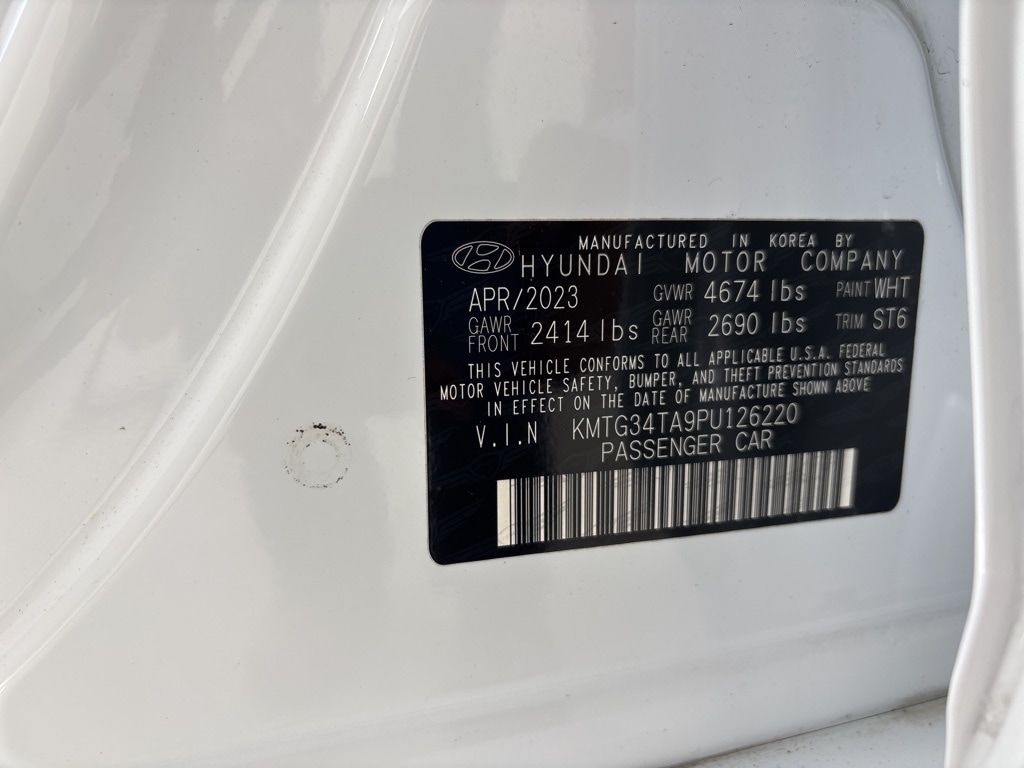 MANUFACTURED IN KOREA BY
HYUNDAI MOTOR COMPANY
APR/2023 GVWR 4674 lbs PAINT WHT
GAWR FRONT 2414 lbs GAWR REAR 2690 lbs TRIM ST6
THIS VEHICLE CONFORMS TO ALL APPLICABLE U.S.A. FEDERAL
MOTOR VEHICLE SAFETY, BUMPER, AND THEFT PREVENTION STANDARDS
IN EFFECT ON THE DATE OF MANUFACTURE SHOWN ABOVE
V.I.N KMTG34TA9PU126220
PASSENGER CAR